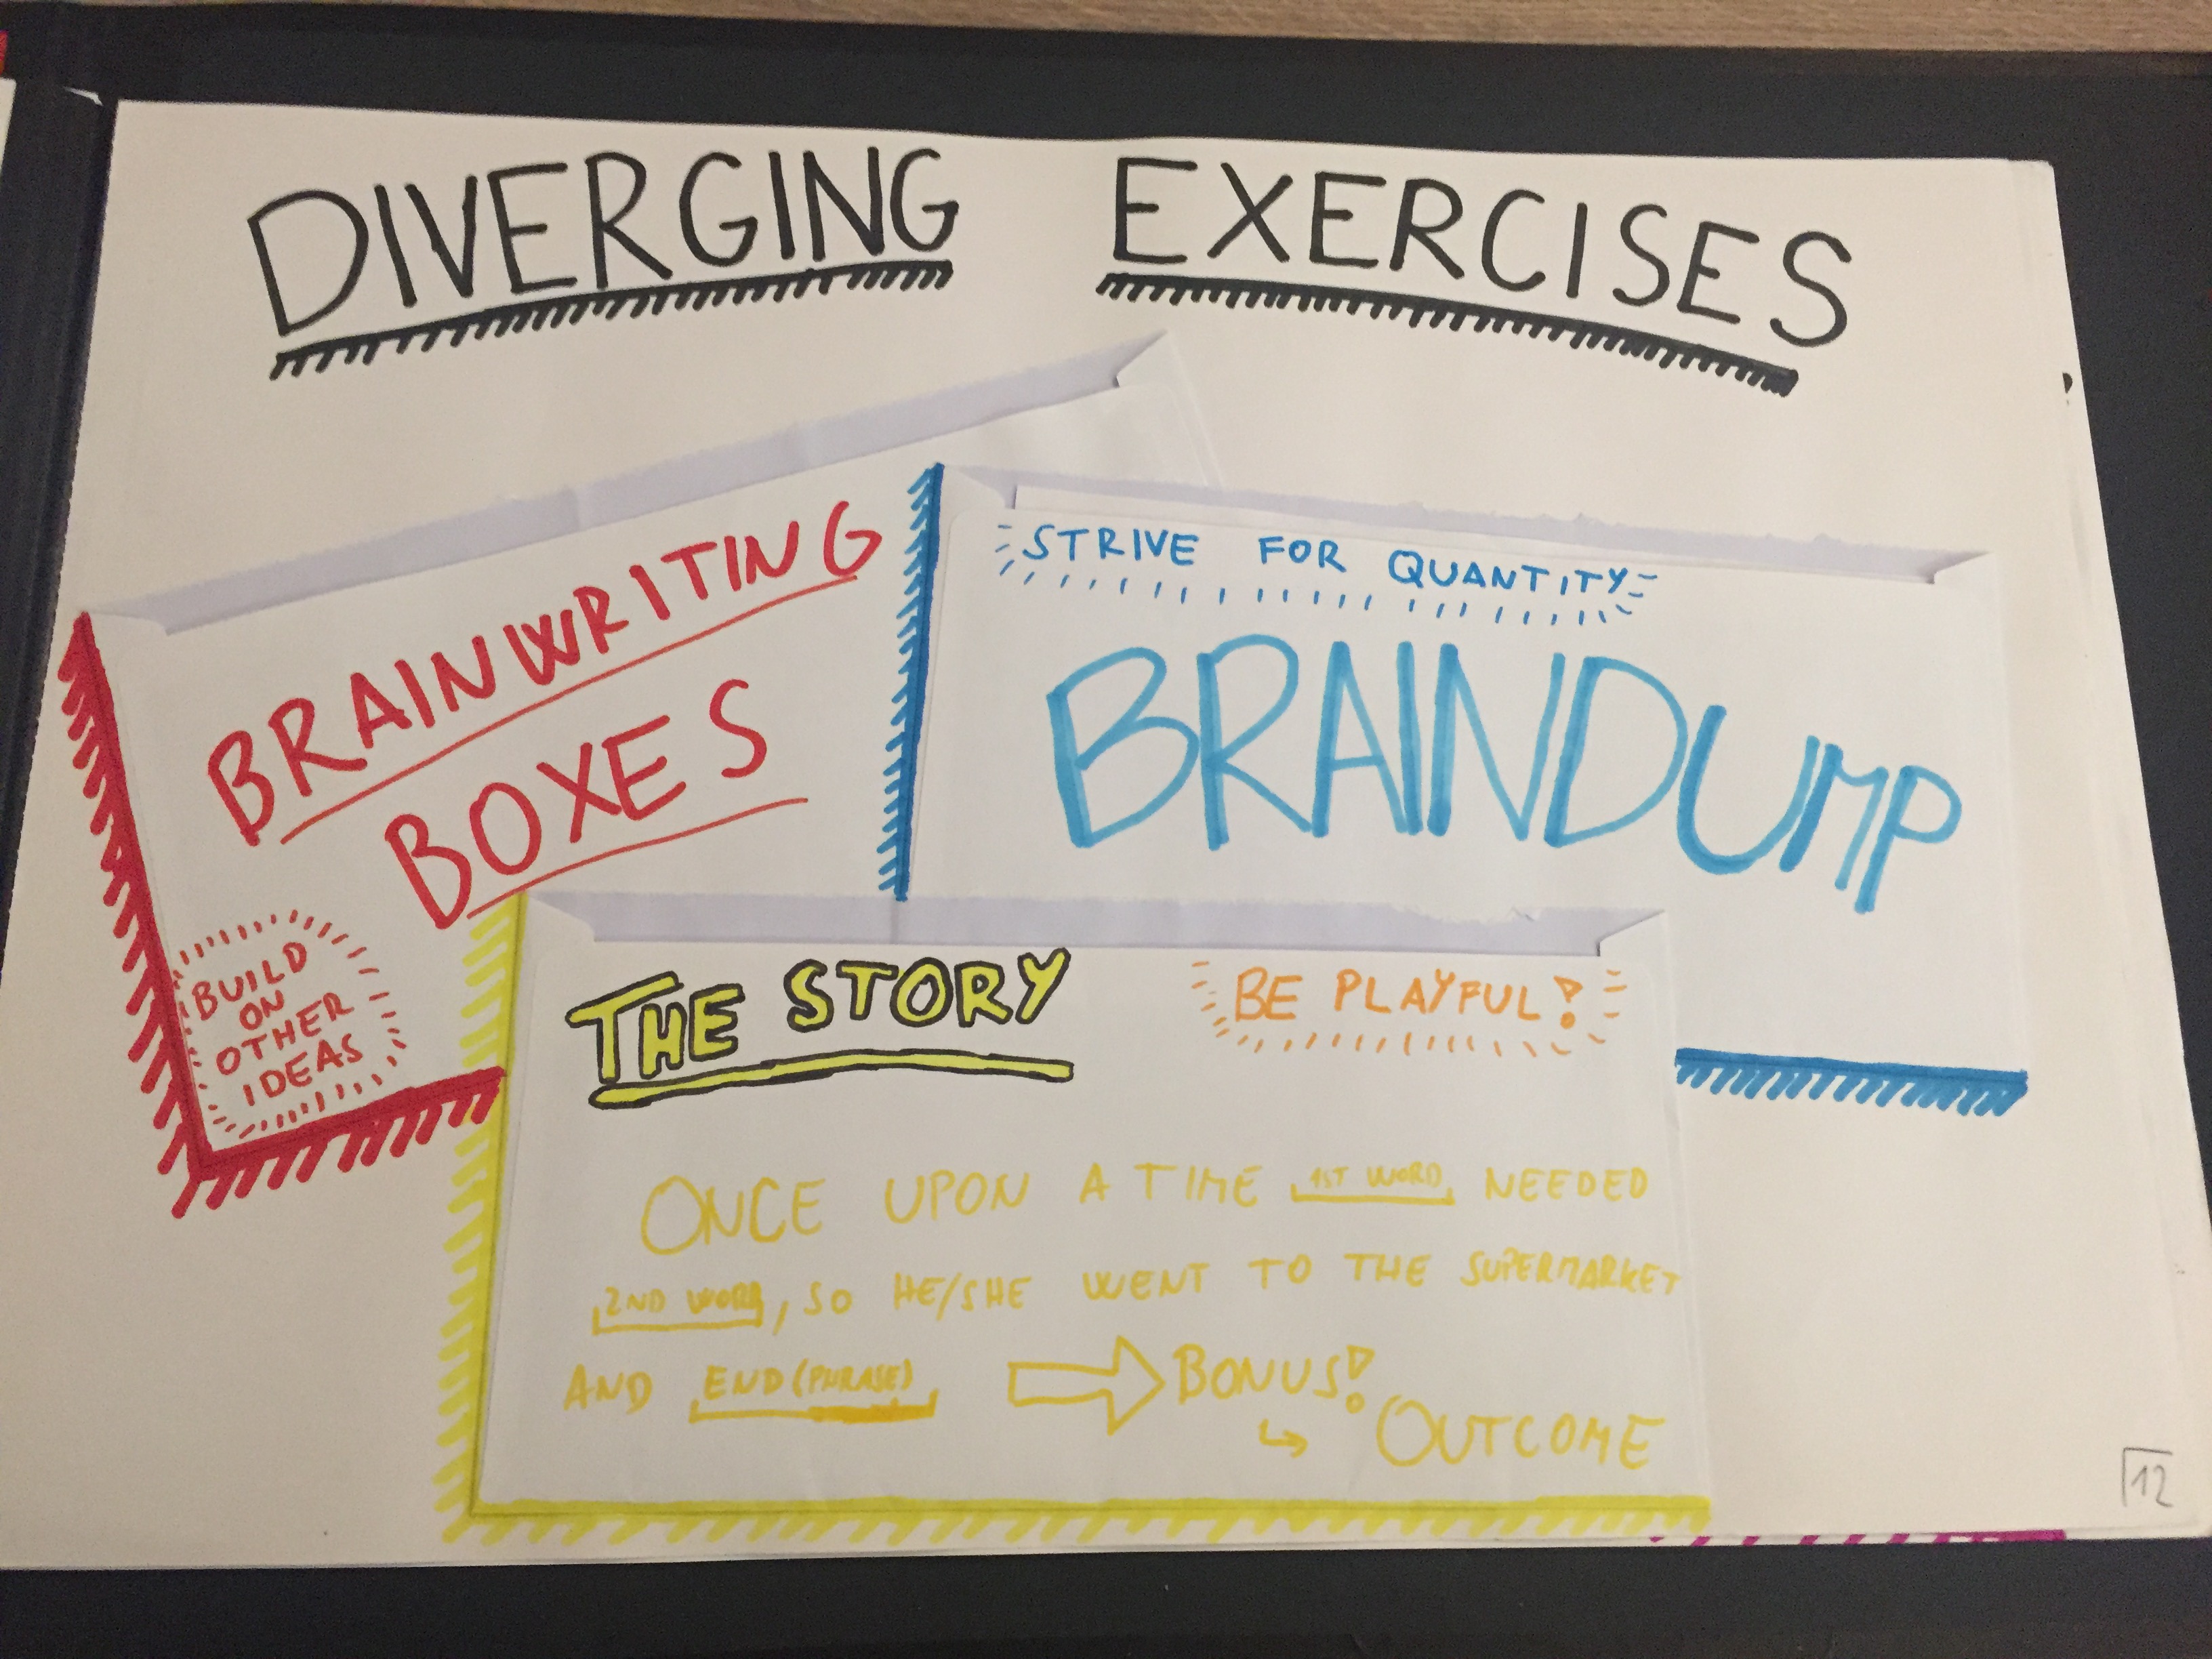 DIVERGING EXERCISES
BRAINWRITING
BOXES
BUILD
ON
OTHER
IDEAS
STRIVE FOR QUANTITY
BRAINDUMP
THE STORY
BE PLAYFUL!
ONCE UPON A TIME 1ST WORD NEEDED
2ND WORD, SO HE/SHE WENT TO THE SUPERMARKET
AND END (PHRASE) → BONUS!
↳ OUTCOME
12